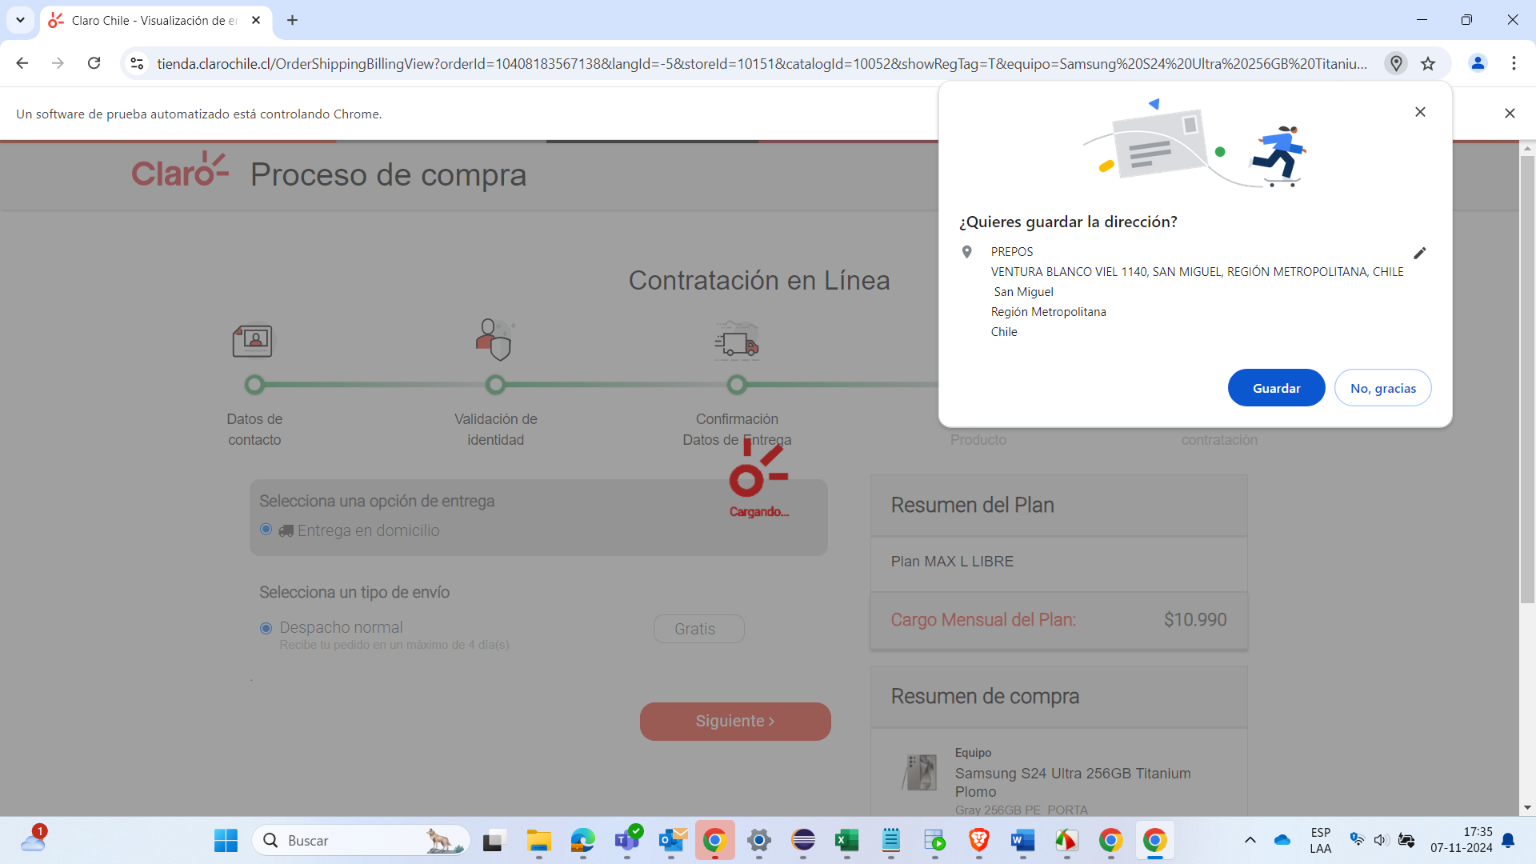 Claro Chile - Visualización de e
tienda.clarochile.cl/OrderShippingBillingView?orderId=10408183567138&langId=-5&storeId=10151&catalogId=10052&showRegTag=T&equipo=Samsung%20S24%20Ultra%20256GB%20Titaniu...
Un software de prueba automatizado está controlando Chrome.
Claro
Proceso de compra
¿Quieres guardar la dirección?
PREPOS
VENTURA BLANCO VIEL 1140, SAN MIGUEL, REGIÓN METROPOLITANA, CHILE
San Miguel
Región Metropolitana
Chile
Guardar
No, gracias
Contratación en Línea
Datos de
contacto
Validación de
identidad
Confirmación
Datos de Entrega
Producto
contratación
Cargando...
Selecciona una opción de entrega
Entrega en domicilio
Selecciona un tipo de envío
Despacho normal
Gratis
Recibe tu pedido en un máximo de 4 día(s)
.
Siguiente ›
Resumen del Plan
Plan MAX L LIBRE
Cargo Mensual del Plan: $10.990
Resumen de compra
Equipo
Samsung S24 Ultra 256GB Titanium
Plomo
Gray 256GB PE_PORTA
1
Buscar
ESP
LAA
17:35
07-11-2024